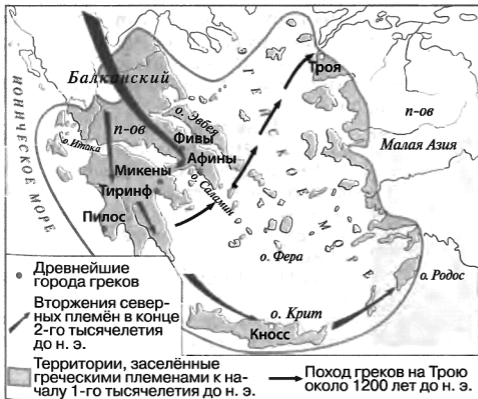 Балканский
п-ов
ИОНИЧЕСКОЕ МОРЕ
ЭГЕЙСКОЕ МОРЕ
Троя
п-ов
Малая Азия
о. Эвбея
Фивы
Афины
о. Итака
Микены
о. Саламин
Тиринф
Пилос
о. Фера
о. Родос
о. Крит
Кносс
Древнейшие
города греков
Вторжения север-
ных племён в конце
2-го тысячелетия
до н. э.
Территории, заселённые
греческими племенами к на-
чалу 1-го тысячелетия до н. э.
Поход греков на Трою
около 1200 лет до н. э.